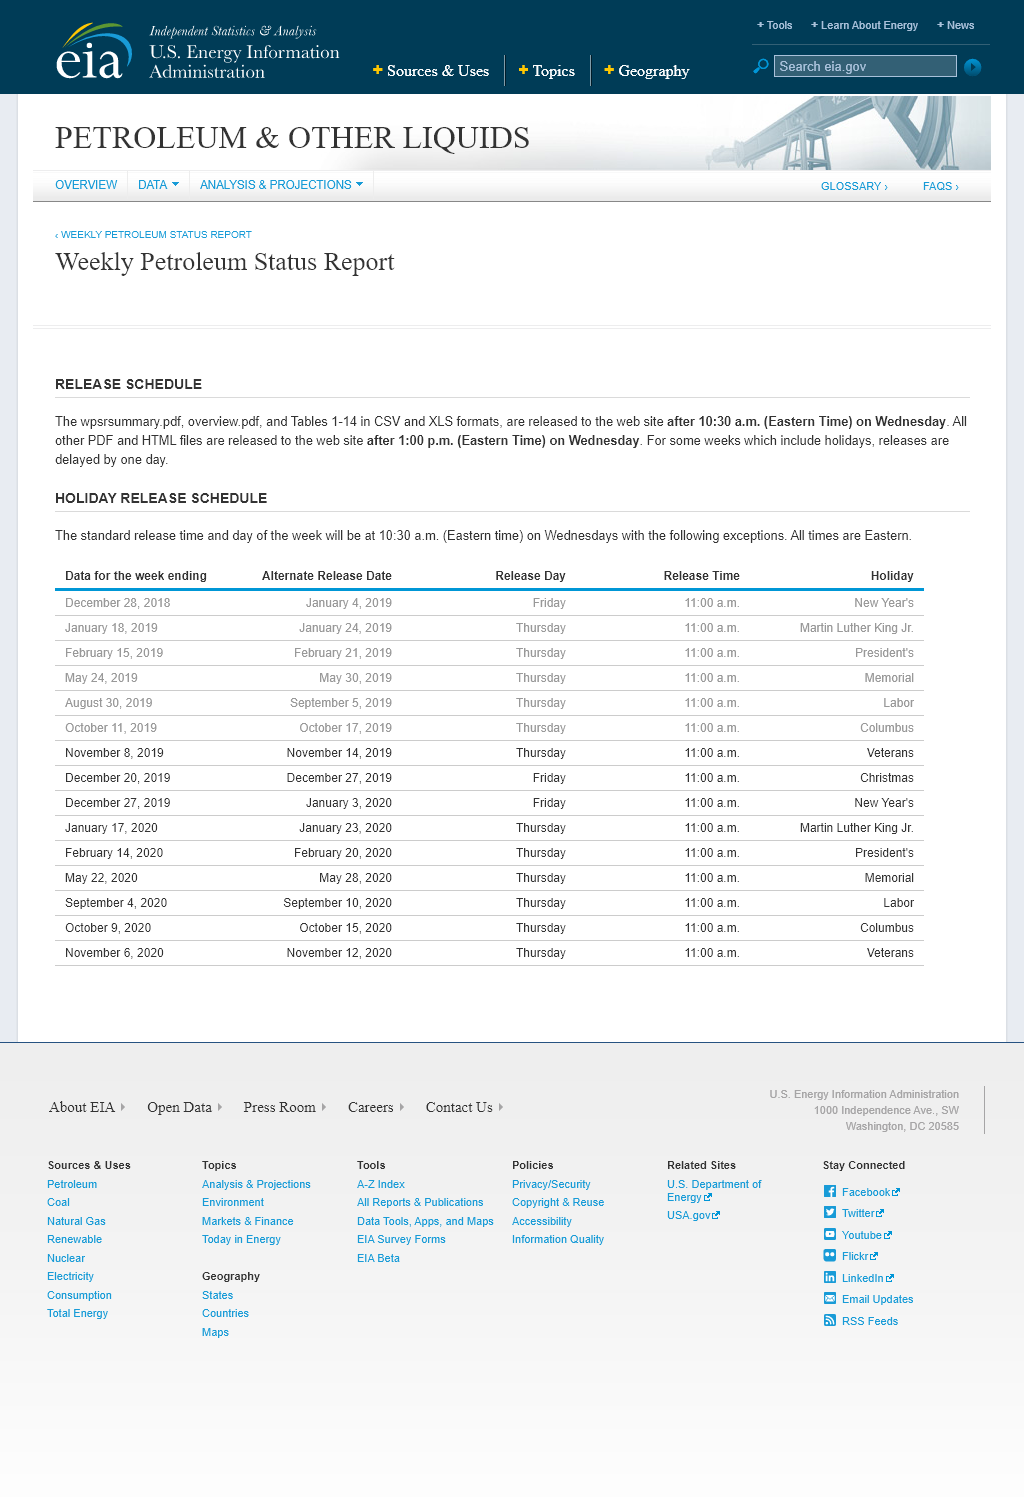 eia
Independent Statistics & Analysis
U.S. Energy Information
Administration
+ Sources & Uses
+ Topics
+ Geography
+ Tools
+ Learn About Energy
+ News
Search eia.gov
PETROLEUM & OTHER LIQUIDS
OVERVIEW DATA ANALYSIS & PROJECTIONS GLOSSARY › FAQS ›
‹ WEEKLY PETROLEUM STATUS REPORT
Weekly Petroleum Status Report
RELEASE SCHEDULE
The wpsrsummary.pdf, overview.pdf, and Tables 1-14 in CSV and XLS formats, are released to the web site after 10:30 a.m. (Eastern Time) on Wednesday. All
other PDF and HTML files are released to the web site after 1:00 p.m. (Eastern Time) on Wednesday. For some weeks which include holidays, releases are
delayed by one day.
HOLIDAY RELEASE SCHEDULE
The standard release time and day of the week will be at 10:30 a.m. (Eastern time) on Wednesdays with the following exceptions. All times are Eastern.
Data for the week ending Alternate Release Date Release Day Release Time Holiday
December 28, 2018 January 4, 2019 Friday 11:00 a.m. New Year's
January 18, 2019 January 24, 2019 Thursday 11:00 a.m. Martin Luther King Jr.
February 15, 2019 February 21, 2019 Thursday 11:00 a.m. President's
May 24, 2019 May 30, 2019 Thursday 11:00 a.m. Memorial
August 30, 2019 September 5, 2019 Thursday 11:00 a.m. Labor
October 11, 2019 October 17, 2019 Thursday 11:00 a.m. Columbus
November 8, 2019 November 14, 2019 Thursday 11:00 a.m. Veterans
December 20, 2019 December 27, 2019 Friday 11:00 a.m. Christmas
December 27, 2019 January 3, 2020 Friday 11:00 a.m. New Year's
January 17, 2020 January 23, 2020 Thursday 11:00 a.m. Martin Luther King Jr.
February 14, 2020 February 20, 2020 Thursday 11:00 a.m. President's
May 22, 2020 May 28, 2020 Thursday 11:00 a.m. Memorial
September 4, 2020 September 10, 2020 Thursday 11:00 a.m. Labor
October 9, 2020 October 15, 2020 Thursday 11:00 a.m. Columbus
November 6, 2020 November 12, 2020 Thursday 11:00 a.m. Veterans
About EIA Open Data Press Room Careers Contact Us
U.S. Energy Information Administration
1000 Independence Ave., SW
Washington, DC 20585
Sources & Uses
Petroleum
Coal
Natural Gas
Renewable
Nuclear
Electricity
Consumption
Total Energy
Topics
Analysis & Projections
Environment
Markets & Finance
Today in Energy
Geography
States
Countries
Maps
Tools
A-Z Index
All Reports & Publications
Data Tools, Apps, and Maps
EIA Survey Forms
EIA Beta
Policies
Privacy/Security
Copyright & Reuse
Accessibility
Information Quality
Related Sites
U.S. Department of
Energy
USA.gov
Stay Connected
Facebook
Twitter
Youtube
Flickr
LinkedIn
Email Updates
RSS Feeds